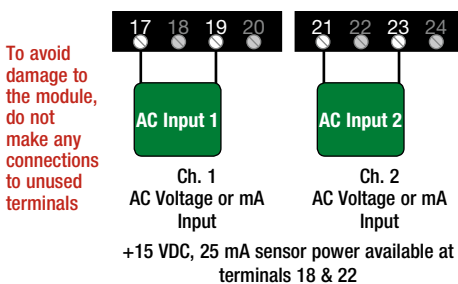 17 18 19 20
21 22 23 24
To avoid
damage to
the module,
do not
make any
connections
to unused
terminals
AC Input 1
AC Input 2
Ch. 1
AC Voltage or mA
Input
Ch. 2
AC Voltage or mA
Input
+15 VDC, 25 mA sensor power available at
terminals 18 & 22